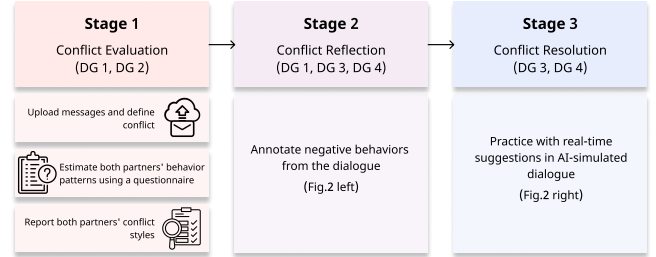 Stage 1
Conflict Evaluation
(DG 1, DG 2)
Upload messages and define
conflict
Estimate both partners' behavior
patterns using a questionnaire
Report both partners' conflict
styles
Stage 2
Conflict Reflection
(DG 1, DG 3, DG 4)
Annotate negative behaviors
from the dialogue
(Fig.2 left)
Stage 3
Conflict Resolution
(DG 3, DG 4)
Practice with real-time
suggestions in AI-simulated
dialogue
(Fig.2 right)